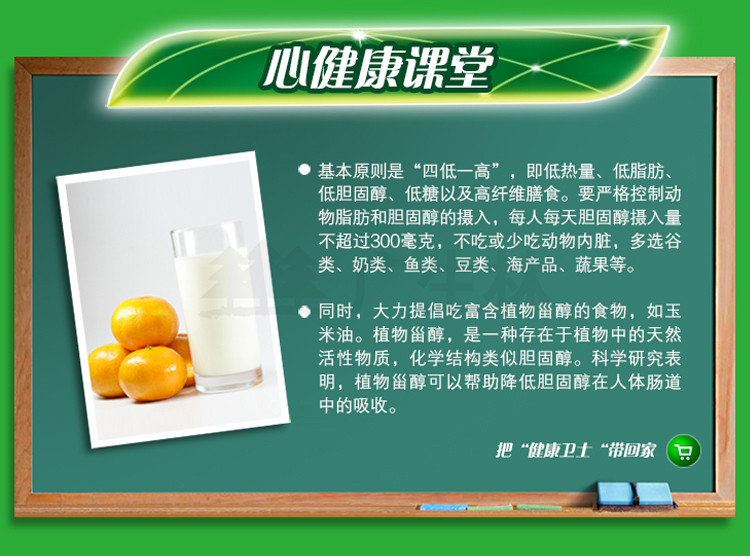 心健康课堂
基本原则是“四低一高”，即低热量、低脂肪、
低胆固醇、低糖以及高纤维膳食。要严格控制动
物脂肪和胆固醇的摄入，每人每天胆固醇摄入量
不超过300毫克，不吃或少吃动物内脏，多选谷
类、奶类、鱼类、豆类、海产品、蔬果等。
同时，大力提倡吃富含植物甾醇的食物，如玉
米油。植物甾醇，是一种存在于植物中的天然
活性物质，化学结构类似胆固醇。科学研究表
明，植物甾醇可以帮助降低胆固醇在人体肠道
中的吸收。
把“健康卫士“带回家